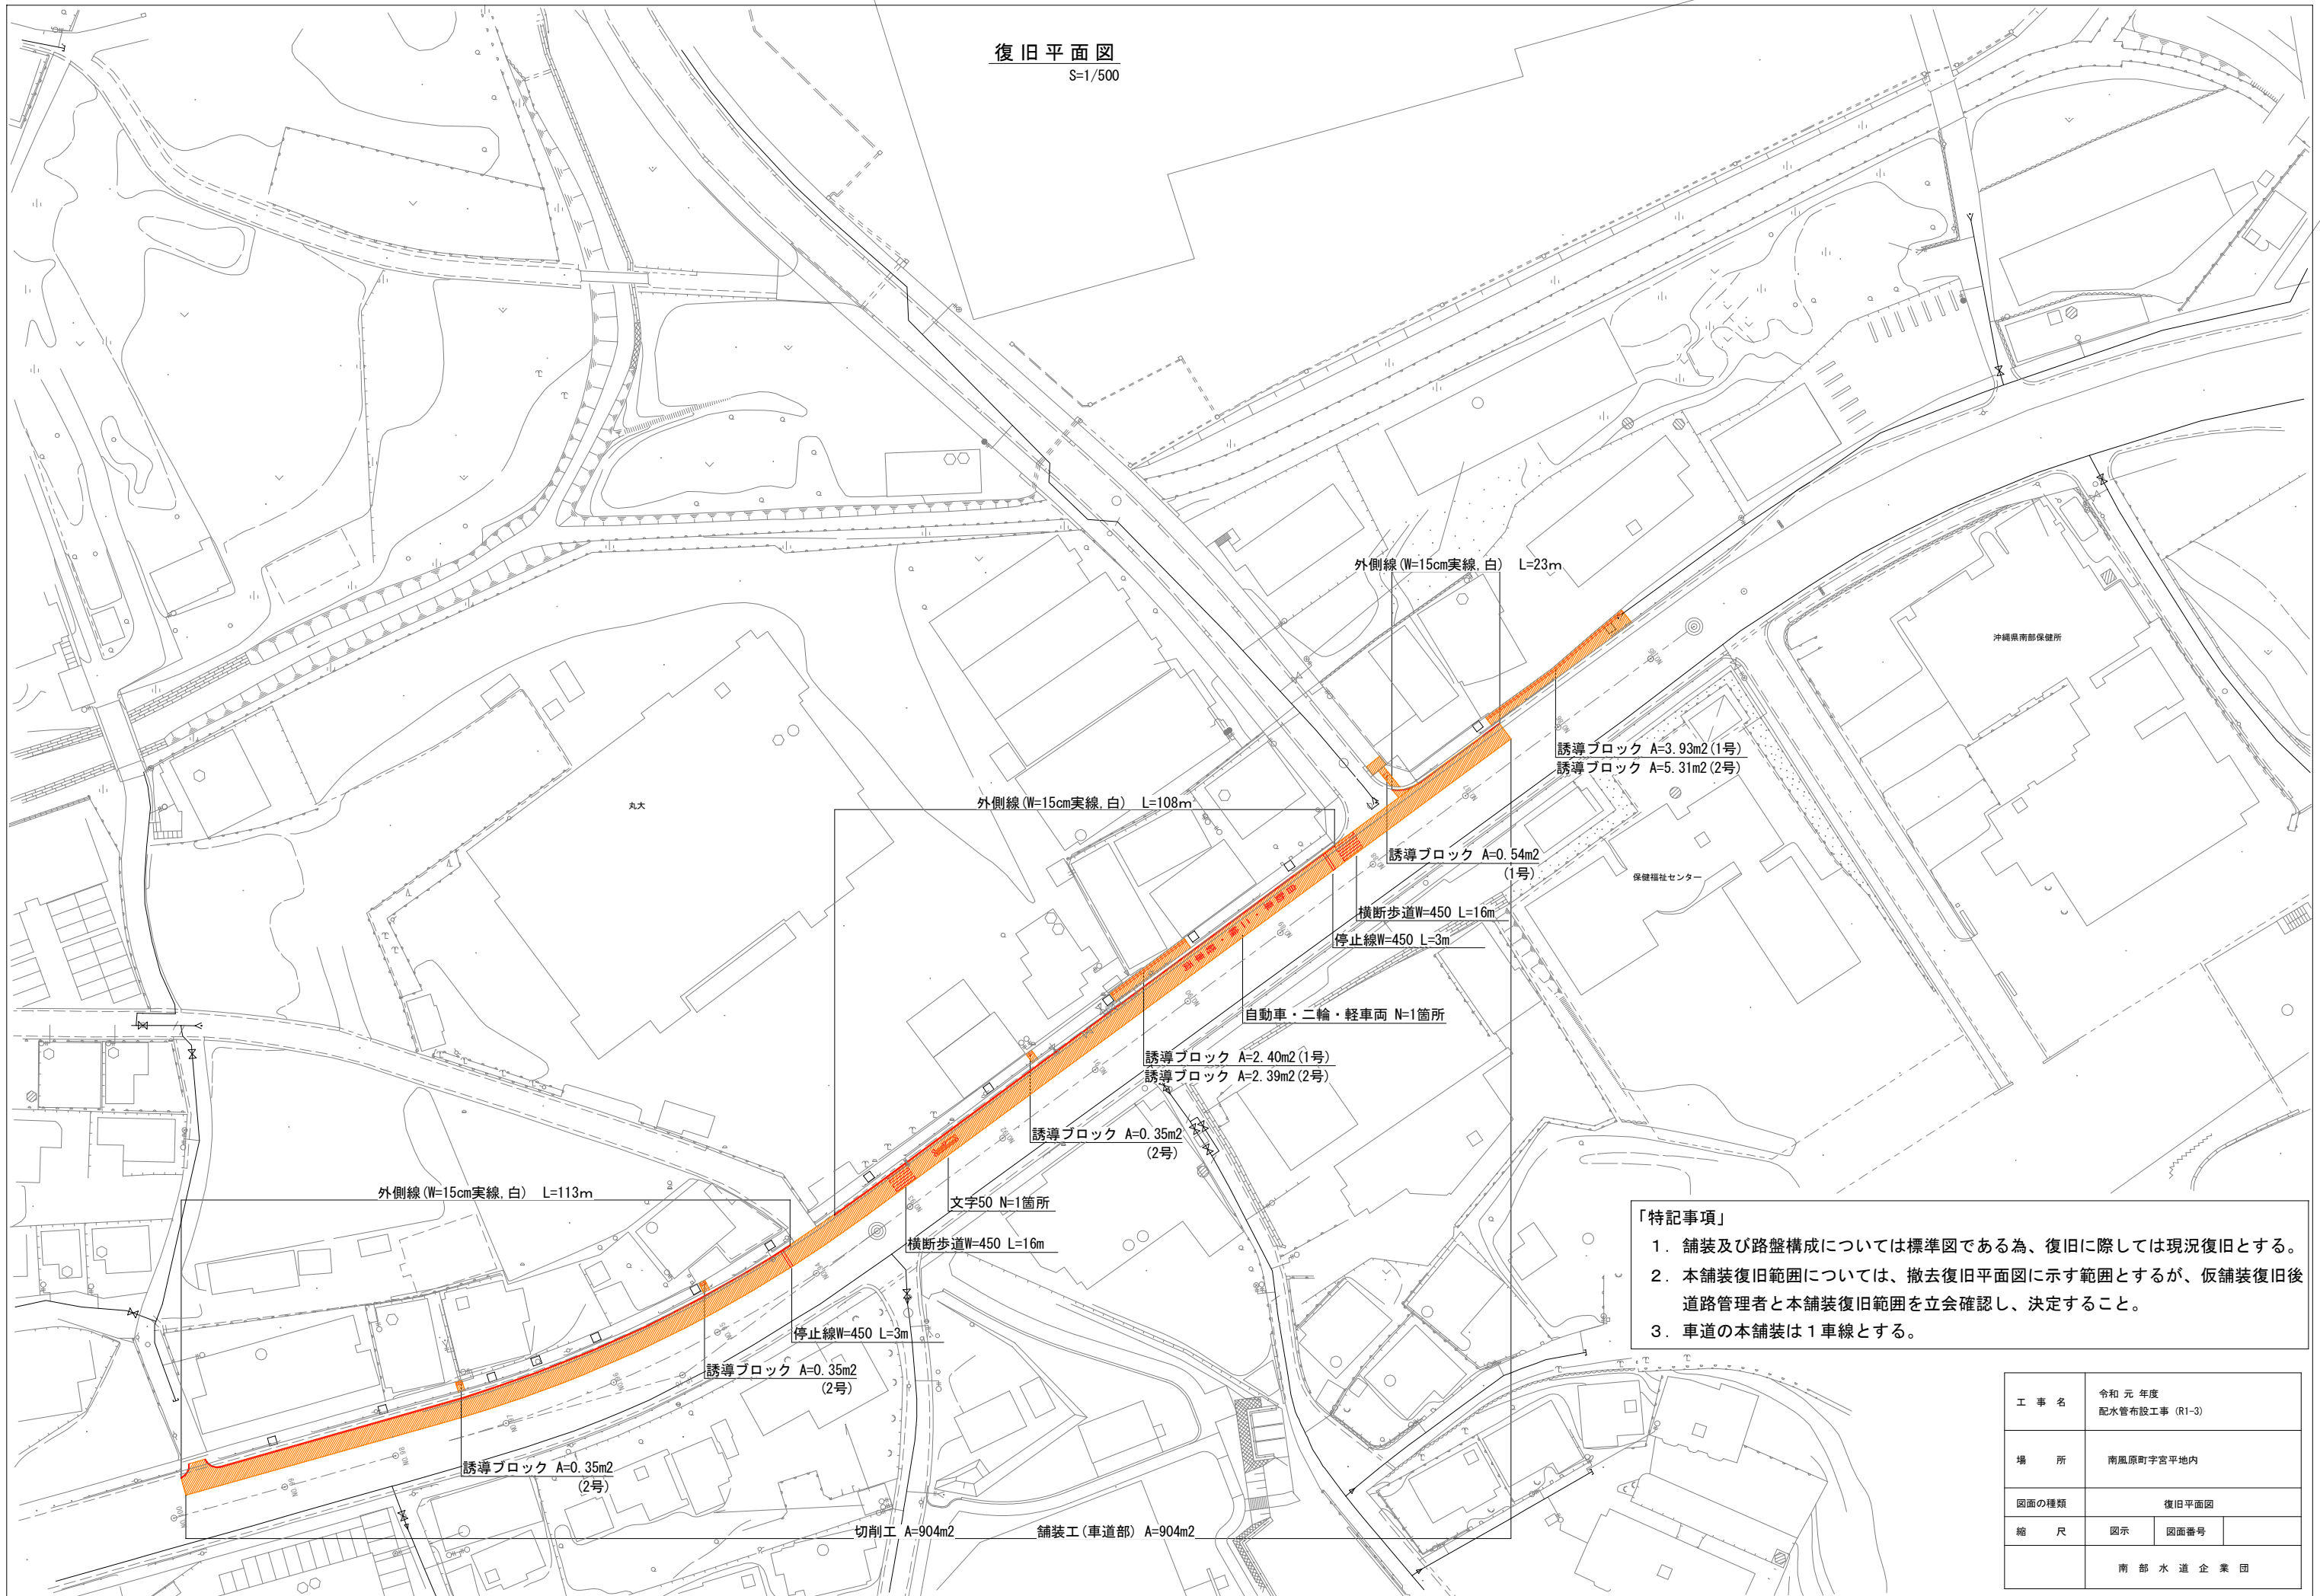 復旧平面図
S=1/500
外側線(W=15cm実線,白) L=23m
沖縄県南部保健所
誘導ブロック A=3.93m2(1号)
誘導ブロック A=5.31m2(2号)
丸大
外側線(W=15cm実線,白) L=108m
誘導ブロック A=0.54m2
(1号)
保健福祉センター
横断歩道W=450 L=16m
停止線W=450 L=3m
自動車・二輪・軽車両 N=1箇所
誘導ブロック A=2.40m2(1号)
誘導ブロック A=2.39m2(2号)
誘導ブロック A=0.35m2
(2号)
外側線(W=15cm実線,白) L=113m
文字50 N=1箇所
横断歩道W=450 L=16m
停止線W=450 L=3m
誘導ブロック A=0.35m2
(2号)
誘導ブロック A=0.35m2
(2号)
切削工 A=904m2 舗装工(車道部) A=904m2
「特記事項」
1. 舗装及び路盤構成については標準図である為、復旧に際しては現況復旧とする。
2. 本舗装復旧範囲については、撤去復旧平面図に示す範囲とするが、仮舗装復旧後
道路管理者と本舗装復旧範囲を立会確認し、決定すること。
3. 車道の本舗装は1車線とする。
工事名 令和 元 年度
配水管布設工事 (R1-3)
場所 南風原町字宮平地内
図面の種類 復旧平面図
縮尺 図示 図面番号
南部水道企業団